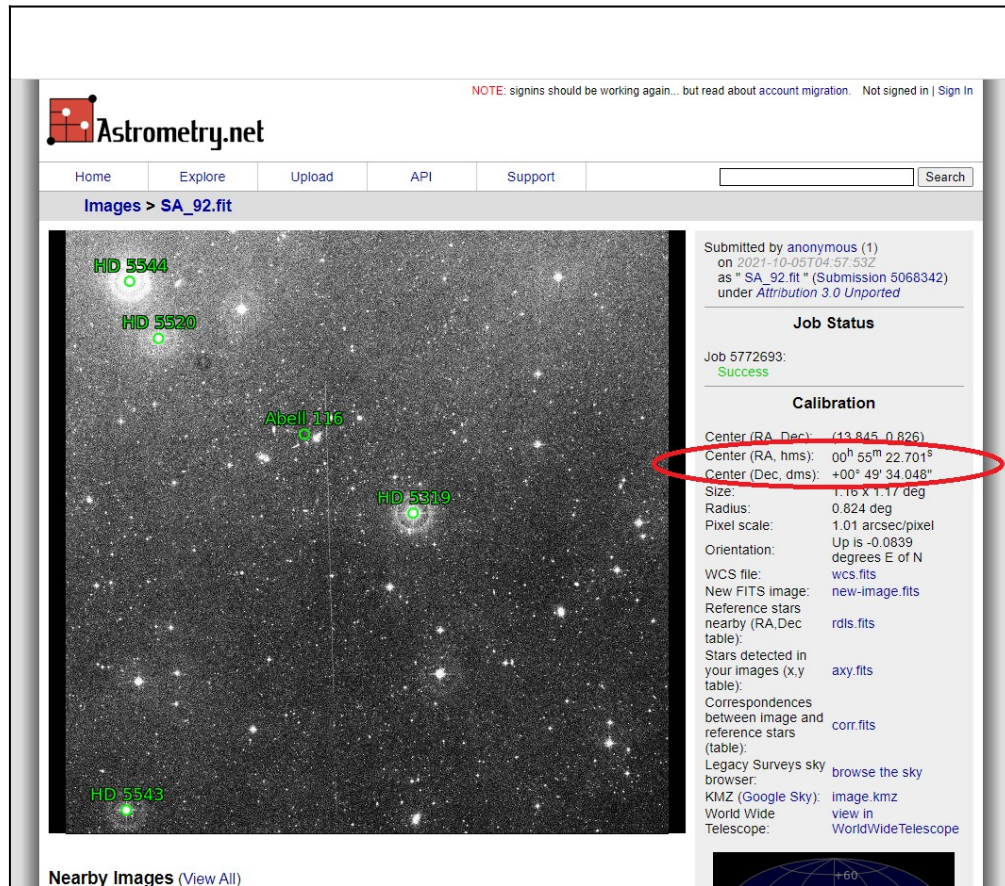 NOTE: signins should be working again... but read about account migration. Not signed in | Sign In
Astrometry.net
Home Explore Upload API Support Search
Images > SA_92.fit
HD 5544
HD 5520
Abell 116
HD 5319
HD 5543
Submitted by anonymous (1)
on 2021-10-05T04:57:53Z
as " SA_92.fit " (Submission 5068342)
under Attribution 3.0 Unported
Job Status
Job 5772693:
Success
Calibration
Center (RA, Dec): (13.845, 0.826)
Center (RA, hms): 00h 55m 22.701s
Center (Dec, dms): +00° 49' 34.048"
Size: 1.16 x 1.17 deg
Radius: 0.824 deg
Pixel scale: 1.01 arcsec/pixel
Orientation: Up is -0.0839
degrees E of N
WCS file: wcs.fits
New FITS image: new-image.fits
Reference stars
nearby (RA,Dec rdls.fits
table):
Stars detected in
your images (x,y axy.fits
table):
Correspondences
between image and
reference stars corr.fits
(table):
Legacy Surveys sky
browser: browse the sky
KMZ (Google Sky): image.kmz
World Wide view in
Telescope: WorldWideTelescope
+60
Nearby Images (View All)